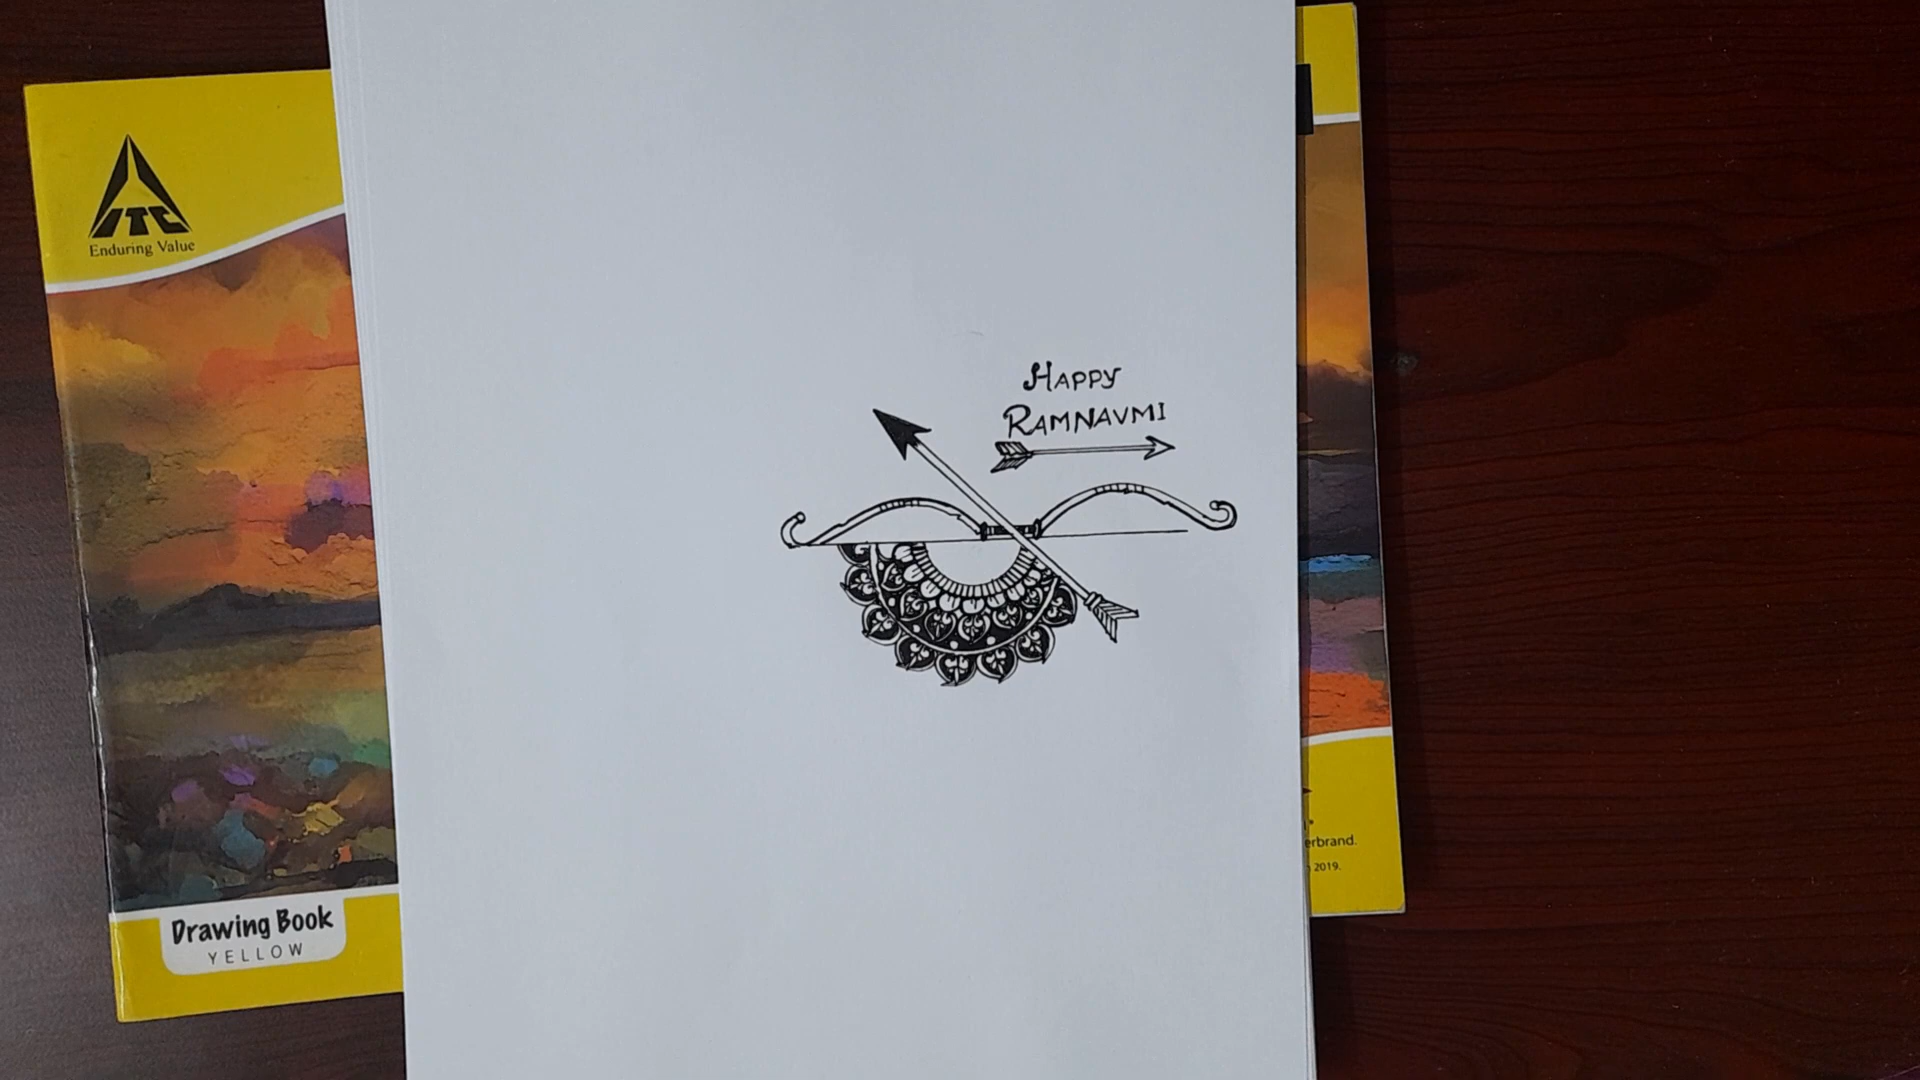 ITC
Enduring Value
HAPPY
RAMNAVMI
erbrand.
2019.
Drawing Book
YELLOW